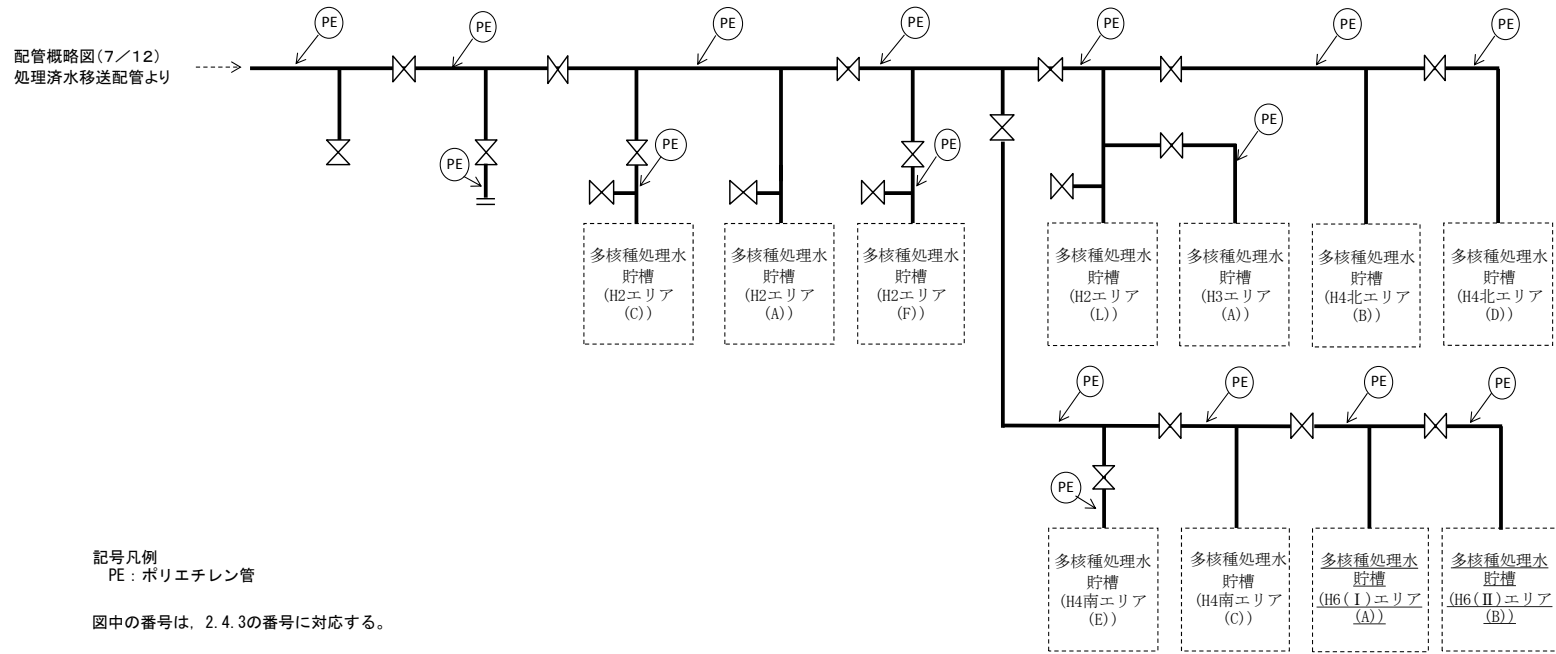 PE
PE
PE
PE
PE
PE
PE
配管概略図(7／12)
処理済水移送配管より
PE
PE
PE
PE
多核種処理水
貯槽
(H2エリア
(C))
多核種処理水
貯槽
(H2エリア
(A))
多核種処理水
貯槽
(H2エリア
(F))
多核種処理水
貯槽
(H2エリア
(L))
多核種処理水
貯槽
(H3エリア
(A))
多核種処理水
貯槽
(H4北エリア
(B))
多核種処理水
貯槽
(H4北エリア
(D))
PE
PE
PE
PE
PE
多核種処理水
貯槽
(H4南エリア
(E))
多核種処理水
貯槽
(H4南エリア
(C))
多核種処理水
貯槽
(H6(Ⅰ)エリア
(A))
多核種処理水
貯槽
(H6(Ⅱ)エリア
(B))
記号凡例
PE：ポリエチレン管
図中の番号は，2.4.3の番号に対応する。